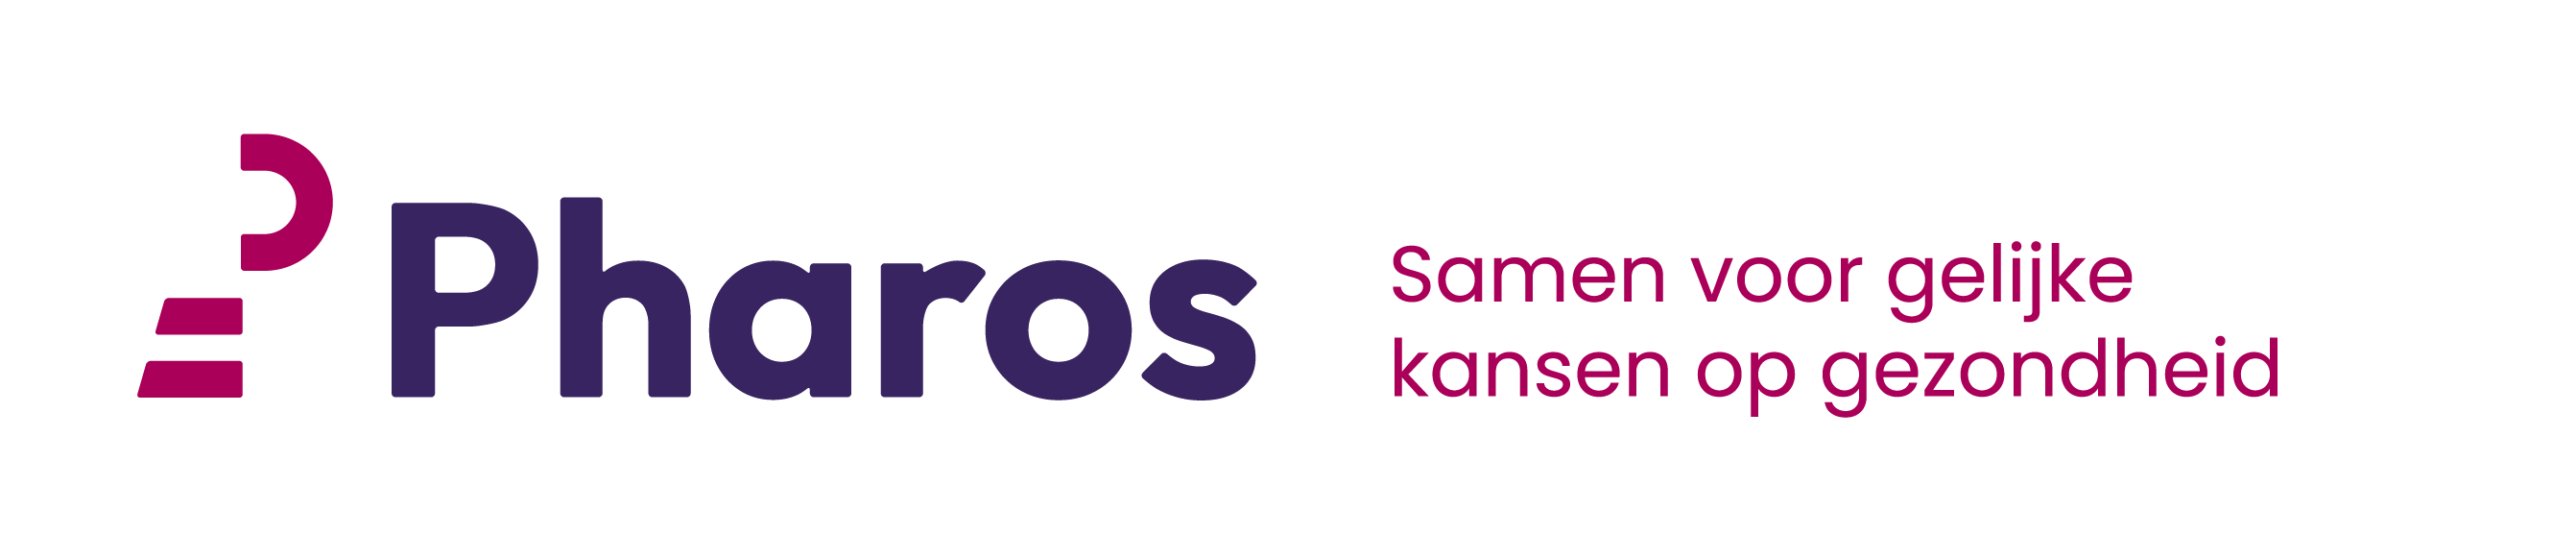 Pharos
Samen voor gelijke
kansen op gezondheid